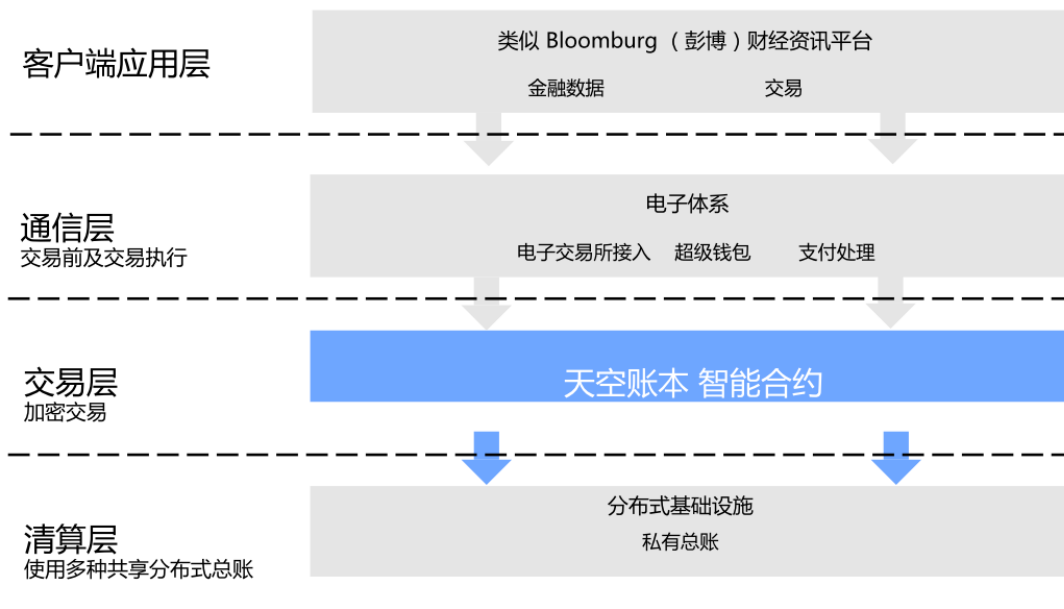 客户端应用层
类似 Bloomburg （彭博）财经资讯平台
金融数据 交易
通信层
交易前及交易执行
电子体系
电子交易所接入 超级钱包 支付处理
交易层
加密交易
天空账本 智能合约
清算层
使用多种共享分布式总账
分布式基础设施
私有总账